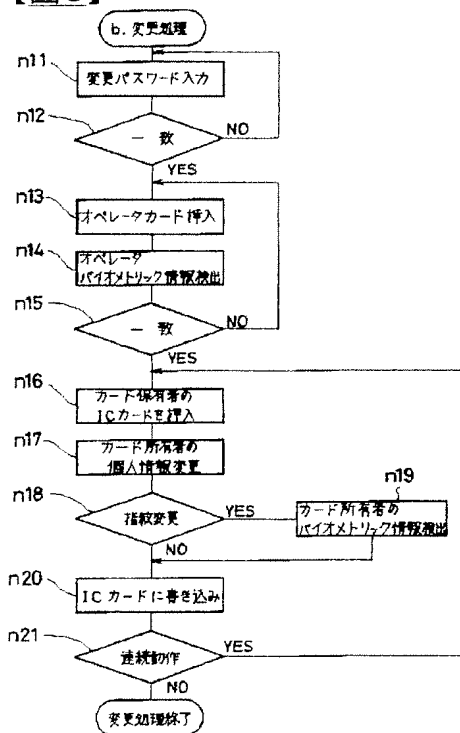 b. 変更処理
n11
変更パスワード入力
n12
一致
NO
YES
n13
オペレータカード挿入
n14
オペレータ
バイオメトリック情報検出
n15
一致
NO
YES
n16
カード保有者の
ICカードを挿入
n17
カード所有者の
個人情報変更
n18
指紋変更
YES
n19
カード所有者の
バイオメトリック情報検出
NO
n20
ICカードに書き込み
n21
連続動作
YES
NO
変更処理終了